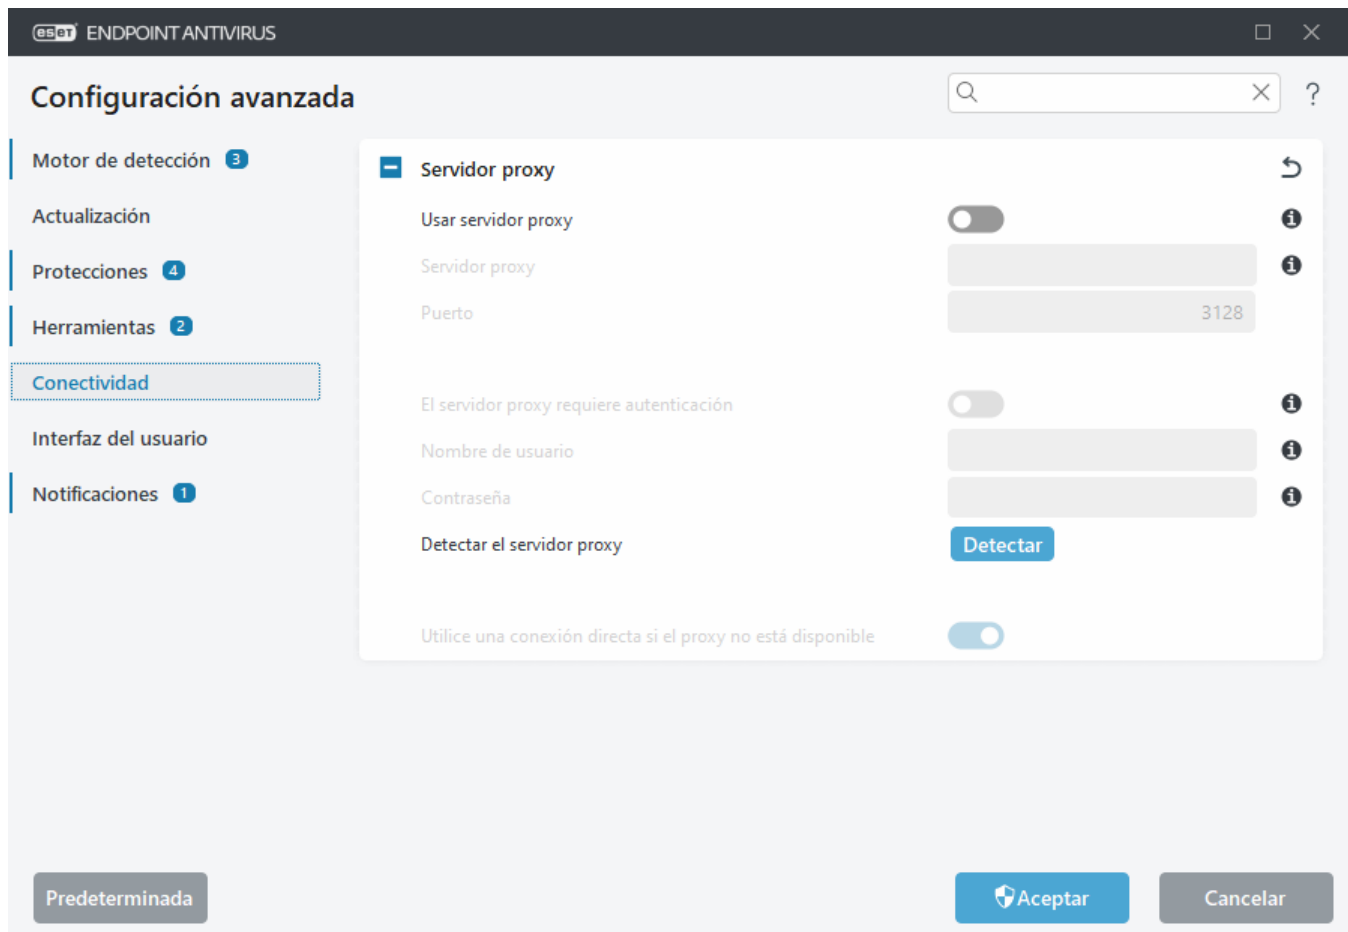 eset ENDPOINT ANTIVIRUS
Configuración avanzada
?
Motor de detección 3
Actualización
Protecciones 4
Herramientas 2
Conectividad
Interfaz del usuario
Notificaciones 1
Servidor proxy
Usar servidor proxy
Servidor proxy
Puerto 3128
El servidor proxy requiere autenticación
Nombre de usuario
Contraseña
Detectar el servidor proxy Detectar
Utilice una conexión directa si el proxy no está disponible
Predeterminada Aceptar Cancelar